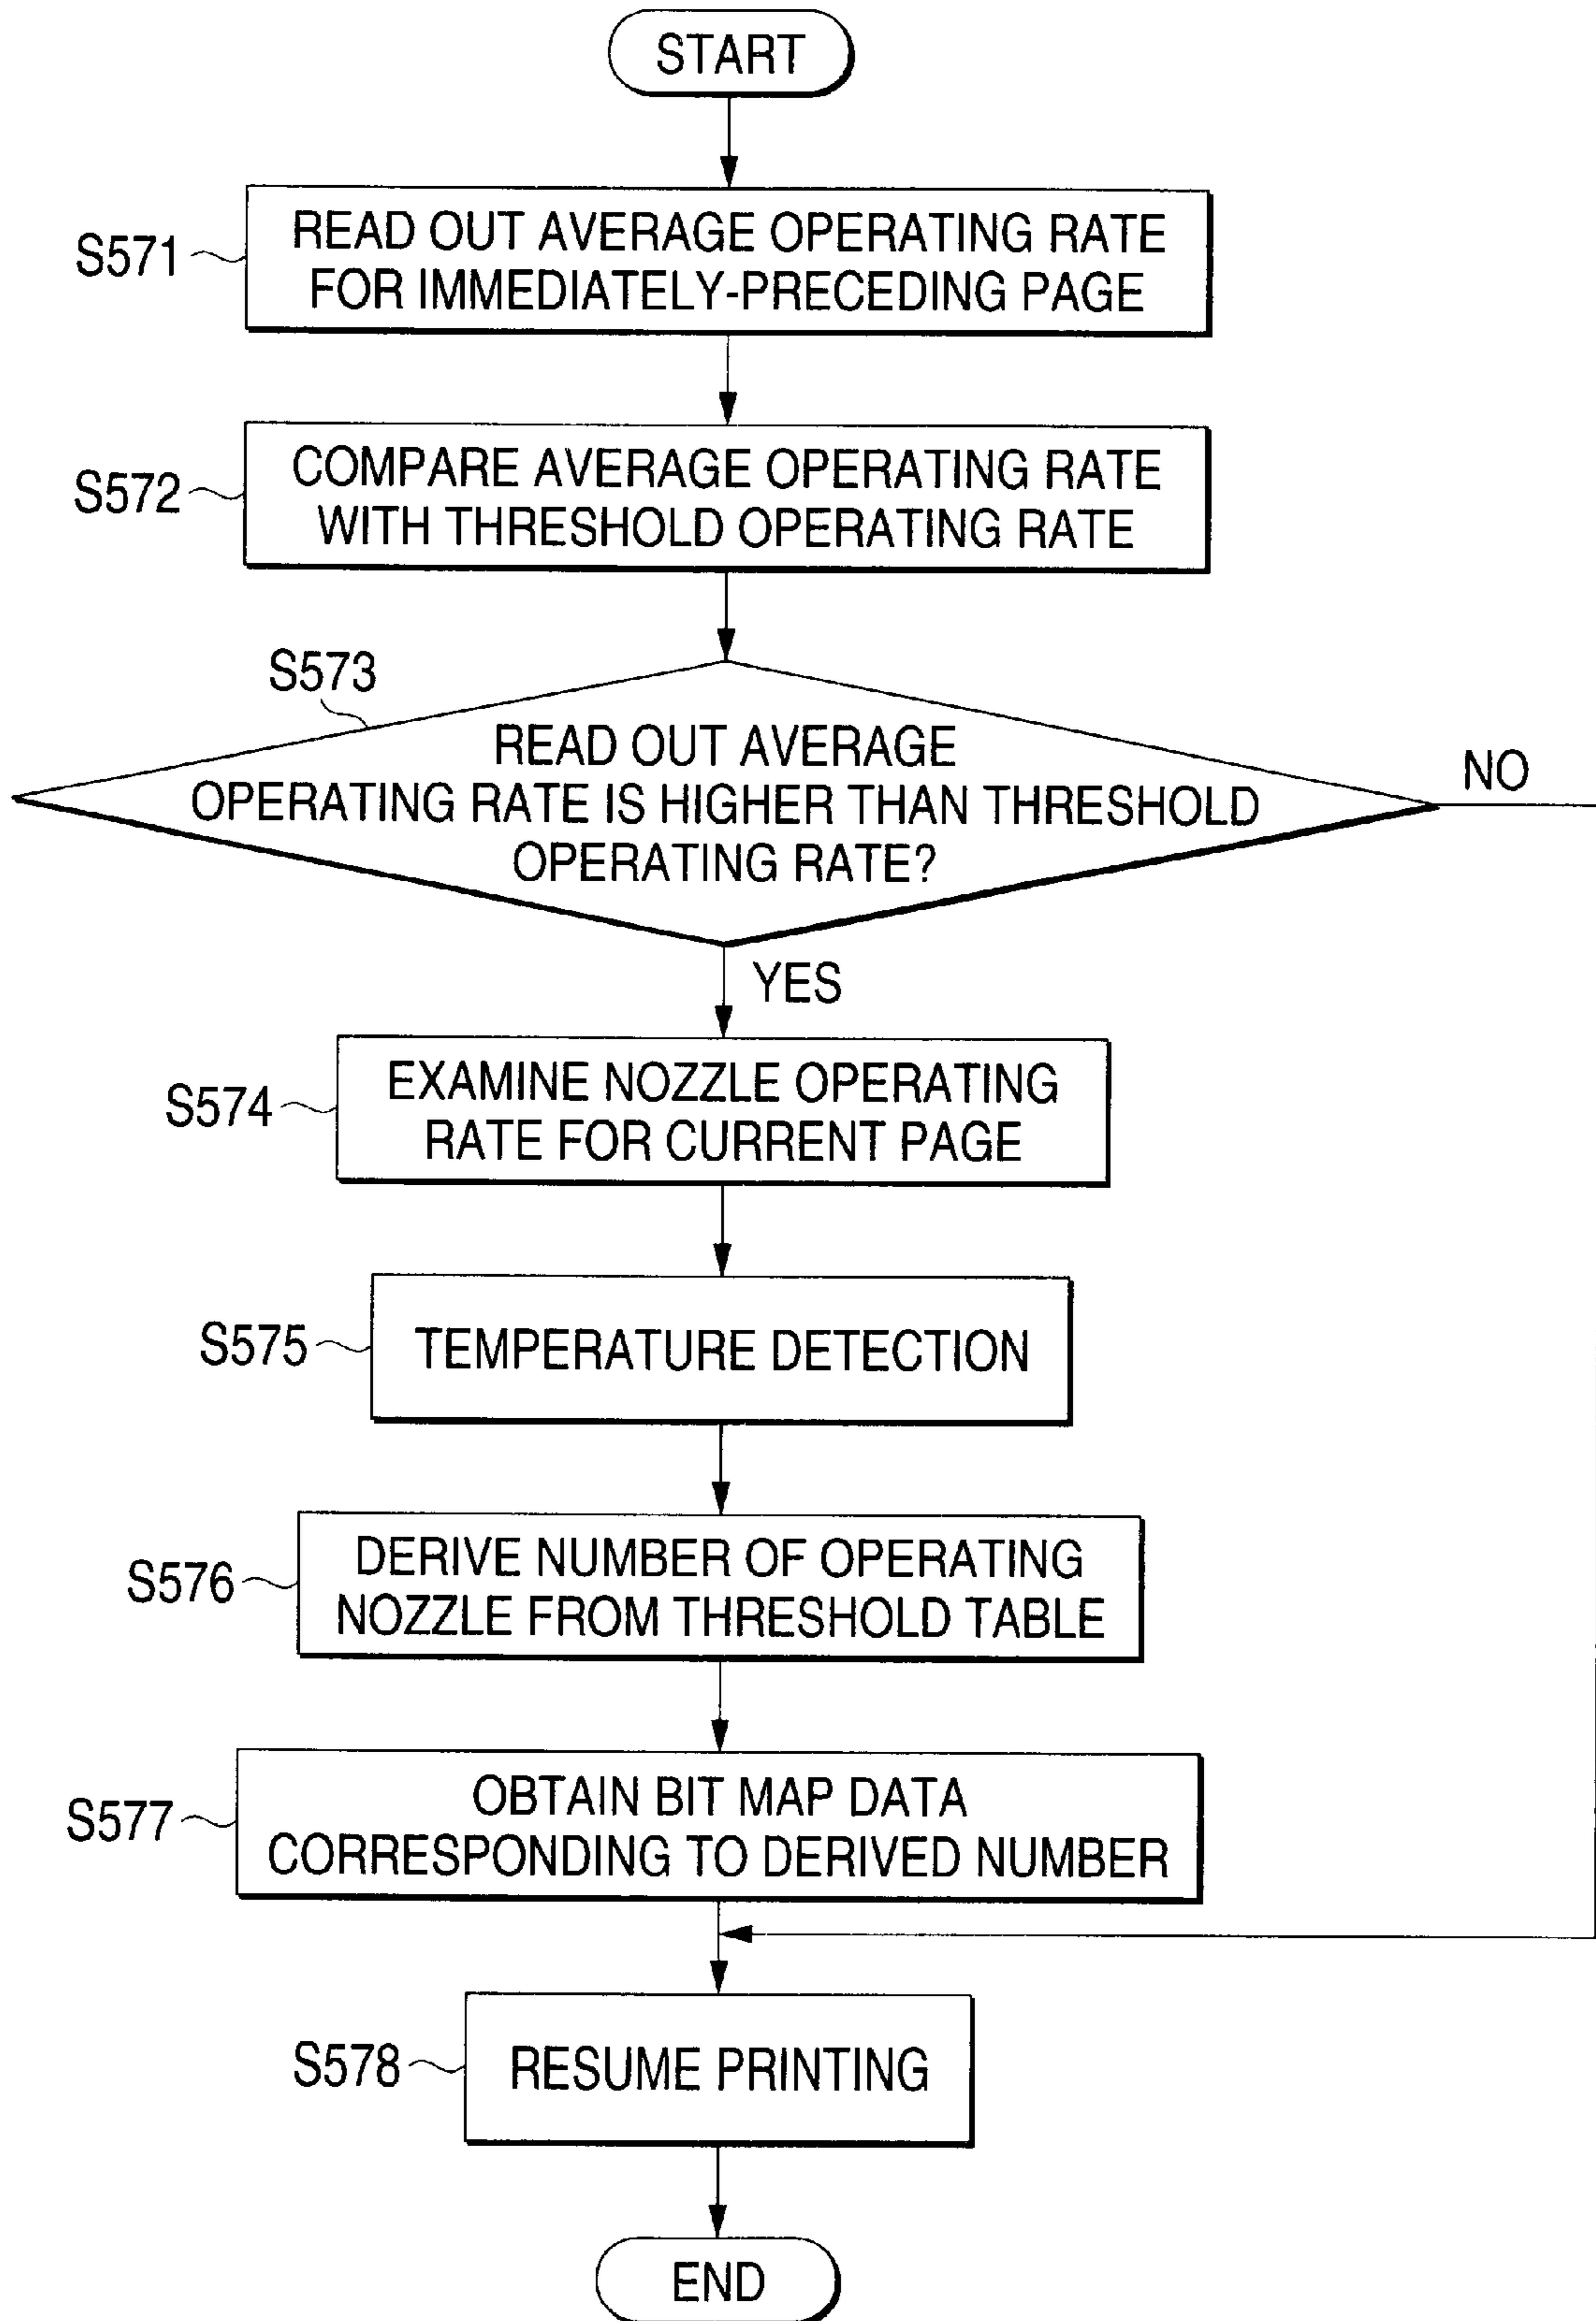 START
S571
READ OUT AVERAGE OPERATING RATE
FOR IMMEDIATELY-PRECEDING PAGE
S572
COMPARE AVERAGE OPERATING RATE
WITH THRESHOLD OPERATING RATE
S573
READ OUT AVERAGE
OPERATING RATE IS HIGHER THAN THRESHOLD
OPERATING RATE?
NO
YES
S574
EXAMINE NOZZLE OPERATING
RATE FOR CURRENT PAGE
S575
TEMPERATURE DETECTION
S576
DERIVE NUMBER OF OPERATING
NOZZLE FROM THRESHOLD TABLE
S577
OBTAIN BIT MAP DATA
CORRESPONDING TO DERIVED NUMBER
S578
RESUME PRINTING
END